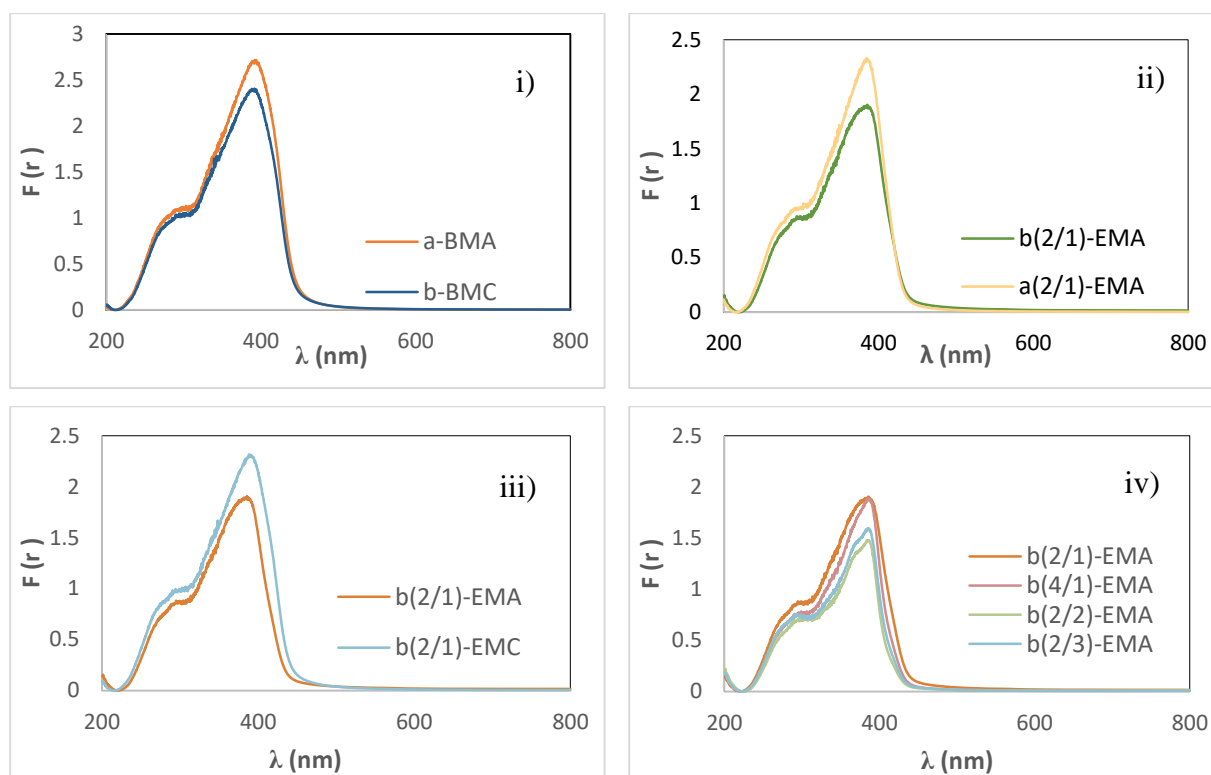 i)
3
2.5
2
1.5
1
0.5
0
F (r )
a-BMA
b-BMC
200 400 600 800
λ (nm)
ii)
2.5
2
1.5
1
0.5
0
F (r )
b(2/1)-EMA
a(2/1)-EMA
200 400 600 800
λ (nm)
iii)
2.5
2
1.5
1
0.5
0
F (r )
b(2/1)-EMA
b(2/1)-EMC
200 400 600 800
λ (nm)
iv)
2.5
2
1.5
1
0.5
0
F (r )
b(2/1)-EMA
b(4/1)-EMA
b(2/2)-EMA
b(2/3)-EMA
200 400 600 800
λ (nm)